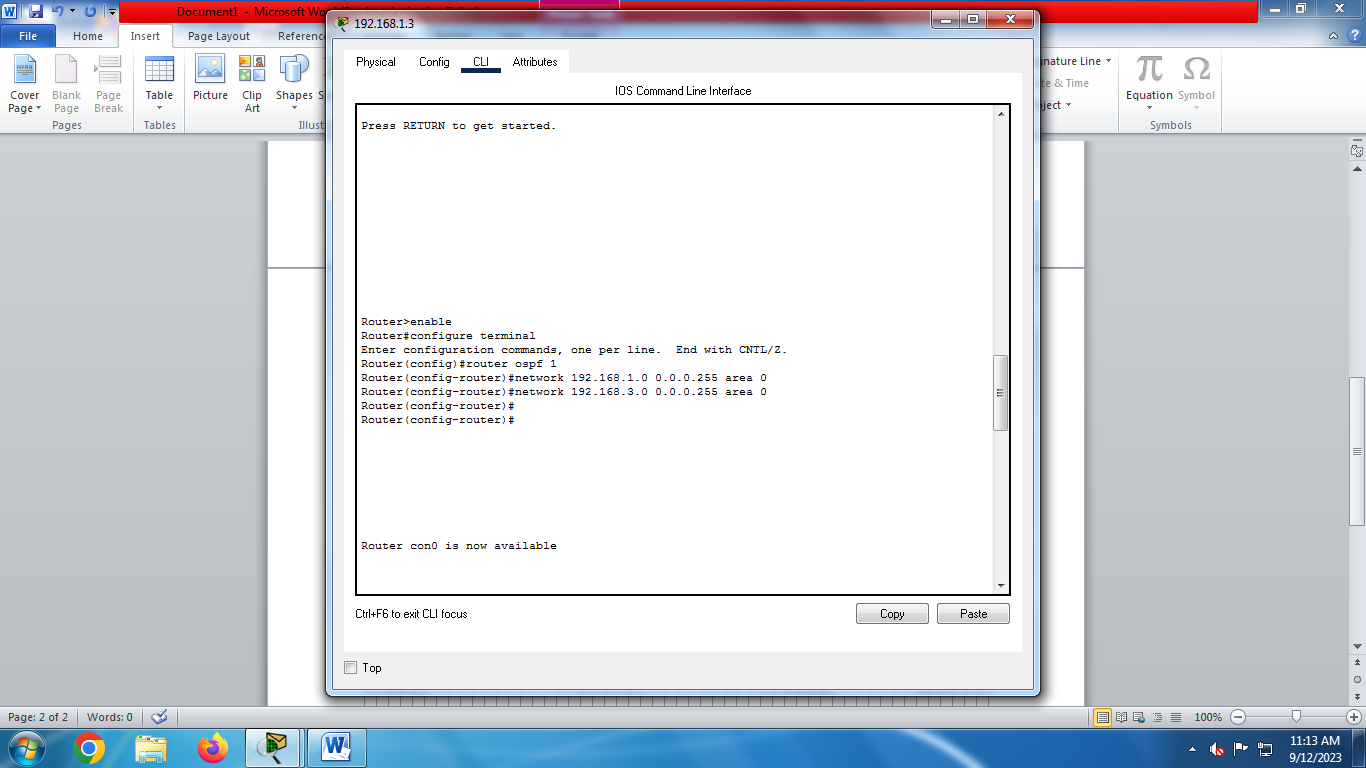 Document1 - Microsoft Wo
192.168.1.3
File
Home
Insert
Page Layout
Referenc
Physical
Config
CLI
Attributes
Cover
Page
Blank
Page
Page
Break
Table
Picture
Clip
Art
Shapes
S
nature Line
te & Time
ject
Equation
Symbol
Pages
Tables
Illust
Symbols
IOS Command Line Interface
Press RETURN to get started.
Router>enable
Router#configure terminal
Enter configuration commands, one per line.  End with CNTL/Z.
Router(config)#router ospf 1
Router(config-router)#network 192.168.1.0 0.0.0.255 area 0
Router(config-router)#network 192.168.3.0 0.0.0.255 area 0
Router(config-router)#
Router(config-router)#
Router con0 is now available
Ctrl+F6 to exit CLI focus
Copy
Paste
Top
Page: 2 of 2
Words: 0
100%
11:13 AM
9/12/2023